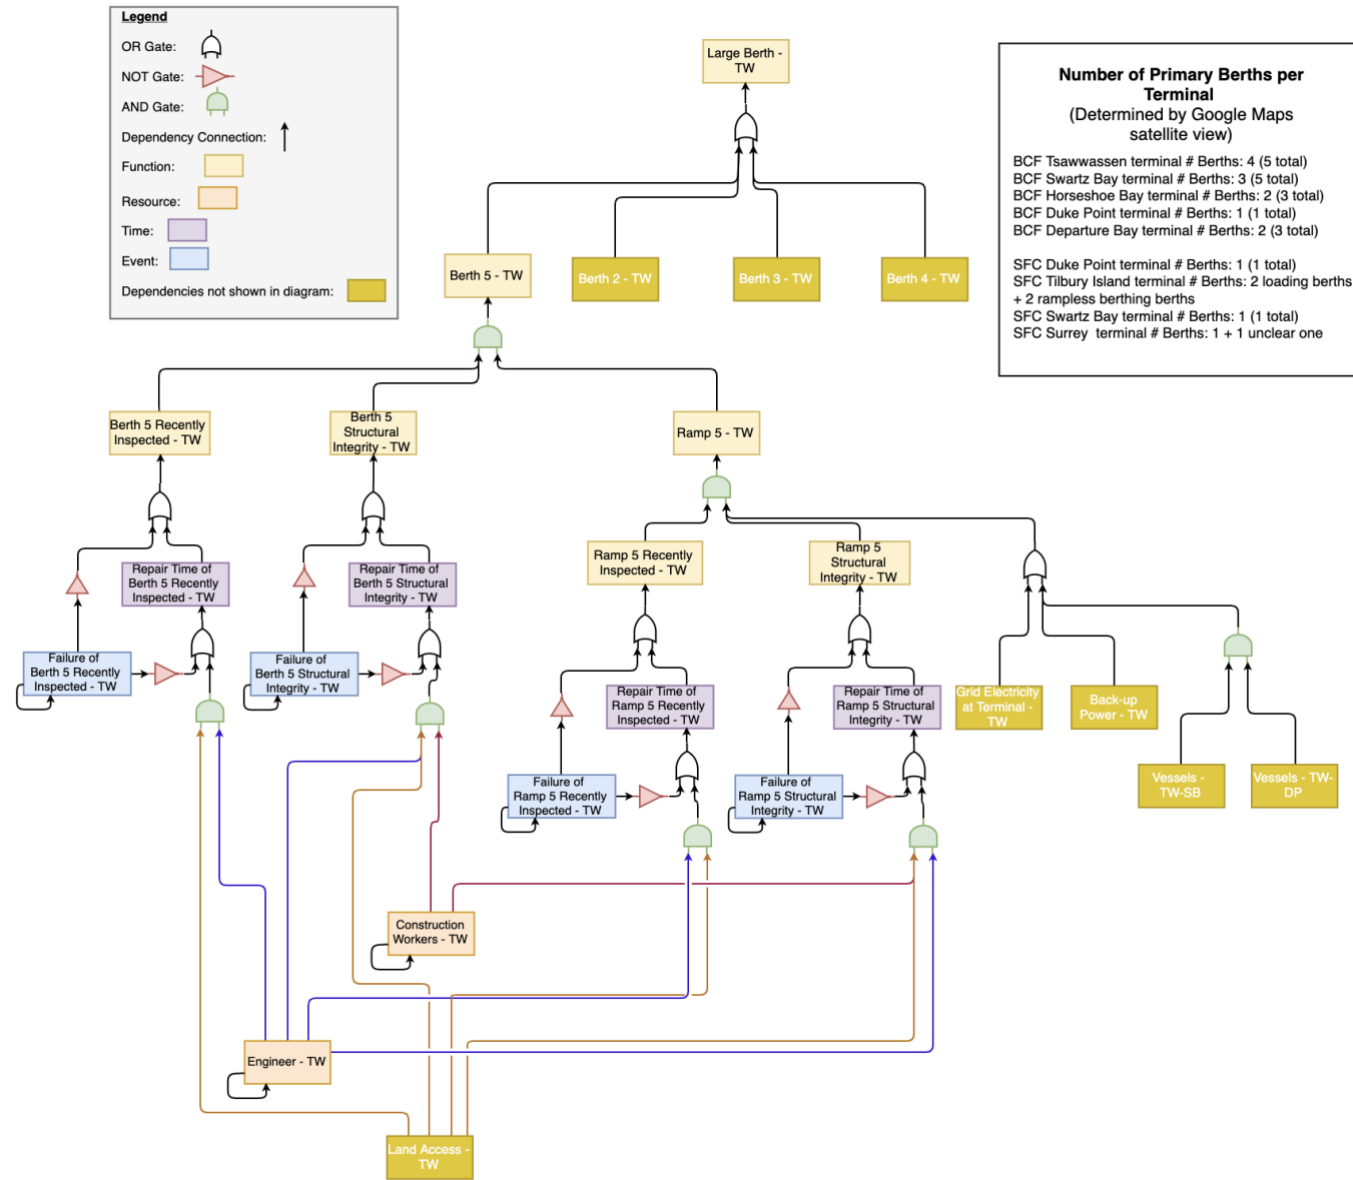 Legend
OR Gate:
NOT Gate:
AND Gate:
Dependency Connection:
Function:
Resource:
Time:
Event:
Dependencies not shown in diagram:
Large Berth -
TW
Number of Primary Berths per
Terminal
(Determined by Google Maps
satellite view)
BCF Tsawwassen terminal # Berths: 4 (5 total)
BCF Swartz Bay terminal # Berths: 3 (5 total)
BCF Horseshoe Bay terminal # Berths: 2 (3 total)
BCF Duke Point terminal # Berths: 1 (1 total)
BCF Departure Bay terminal # Berths: 2 (3 total)
SFC Duke Point terminal # Berths: 1 (1 total)
SFC Tilbury Island terminal # Berths: 2 loading berths
+ 2 rampless berthing berths
SFC Swartz Bay terminal # Berths: 1 (1 total)
SFC Surrey terminal # Berths: 1 + 1 unclear one
Berth 5 - TW
Berth 2 - TW
Berth 3 - TW
Berth 4 - TW
Berth 5 Recently
Inspected - TW
Berth 5
Structural
Integrity - TW
Ramp 5 - TW
Repair Time of
Berth 5 Recently
Inspected - TW
Repair Time of
Berth 5 Structural
Integrity - TW
Ramp 5 Recently
Inspected - TW
Ramp 5
Structural
Integrity - TW
Failure of
Berth 5 Recently
Inspected - TW
Failure of
Berth 5 Structural
Integrity - TW
Repair Time of
Ramp 5 Recently
Inspected - TW
Repair Time of
Ramp 5 Structural
Integrity - TW
Grid Electricity
at Terminal -
TW
Back-up
Power - TW
Failure of
Ramp 5 Recently
Inspected - TW
Failure of
Ramp 5 Structural
Integrity - TW
Vessels -
TW-SB
Vessels - TW-
DP
Construction
Workers - TW
Engineer - TW
Land Access -
TW